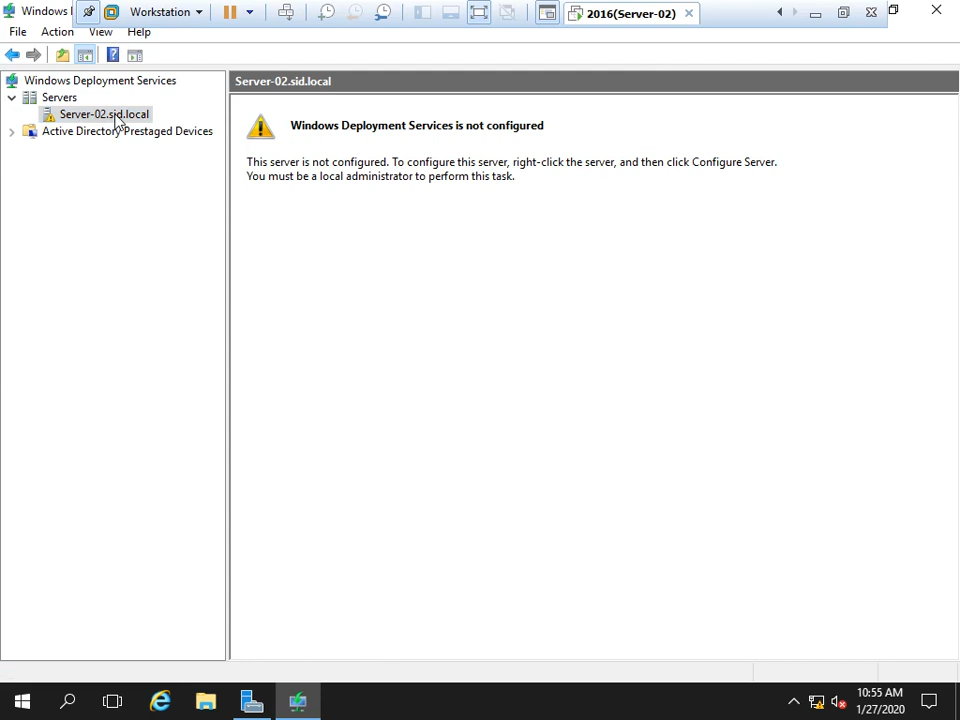 Windows
Workstation
2016(Server-02)
File Action View Help
Windows Deployment Services
Servers
Server-02.sid.local
Active Directory Prestaged Devices
Server-02.sid.local
Windows Deployment Services is not configured
This server is not configured. To configure this server, right-click the server, and then click Configure Server.
You must be a local administrator to perform this task.
10:55 AM
1/27/2020